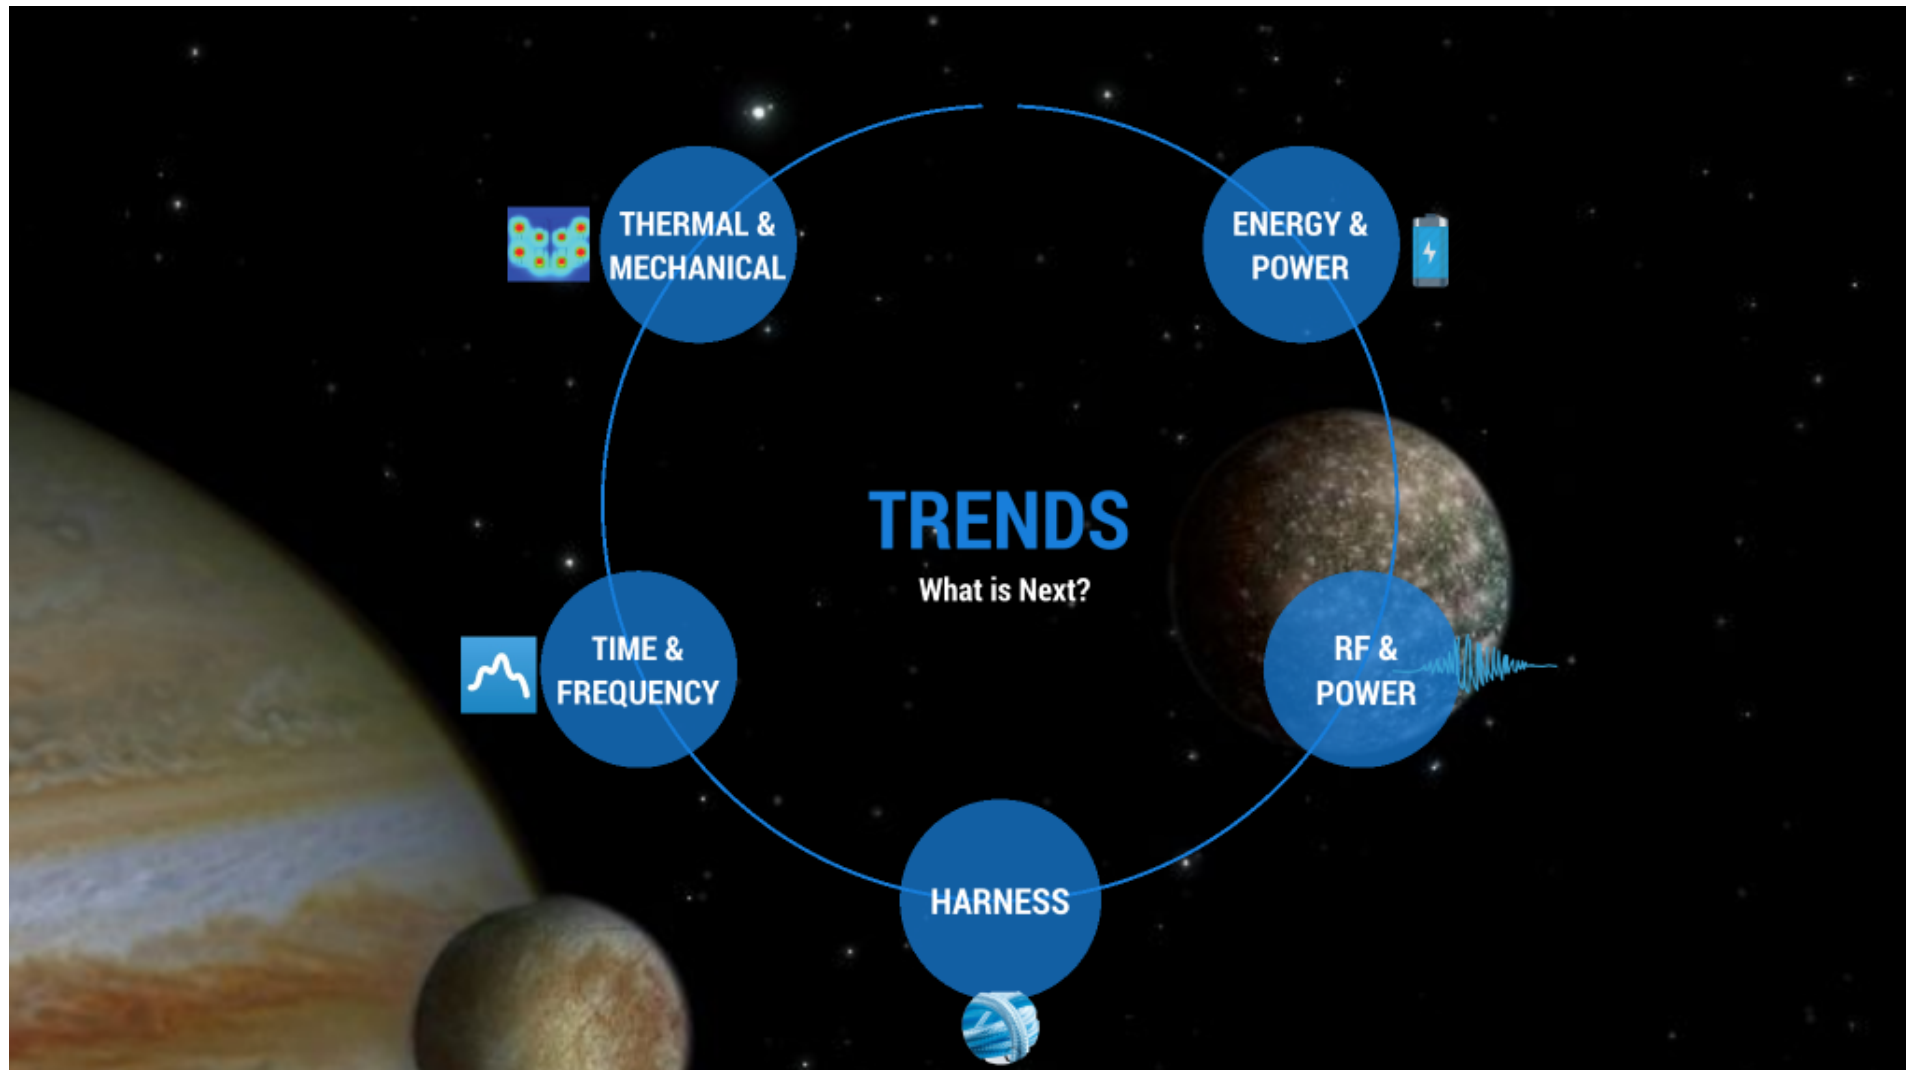 THERMAL &
MECHANICAL
ENERGY &
POWER
TRENDS
What is Next?
TIME &
FREQUENCY
RF &
POWER
HARNESS